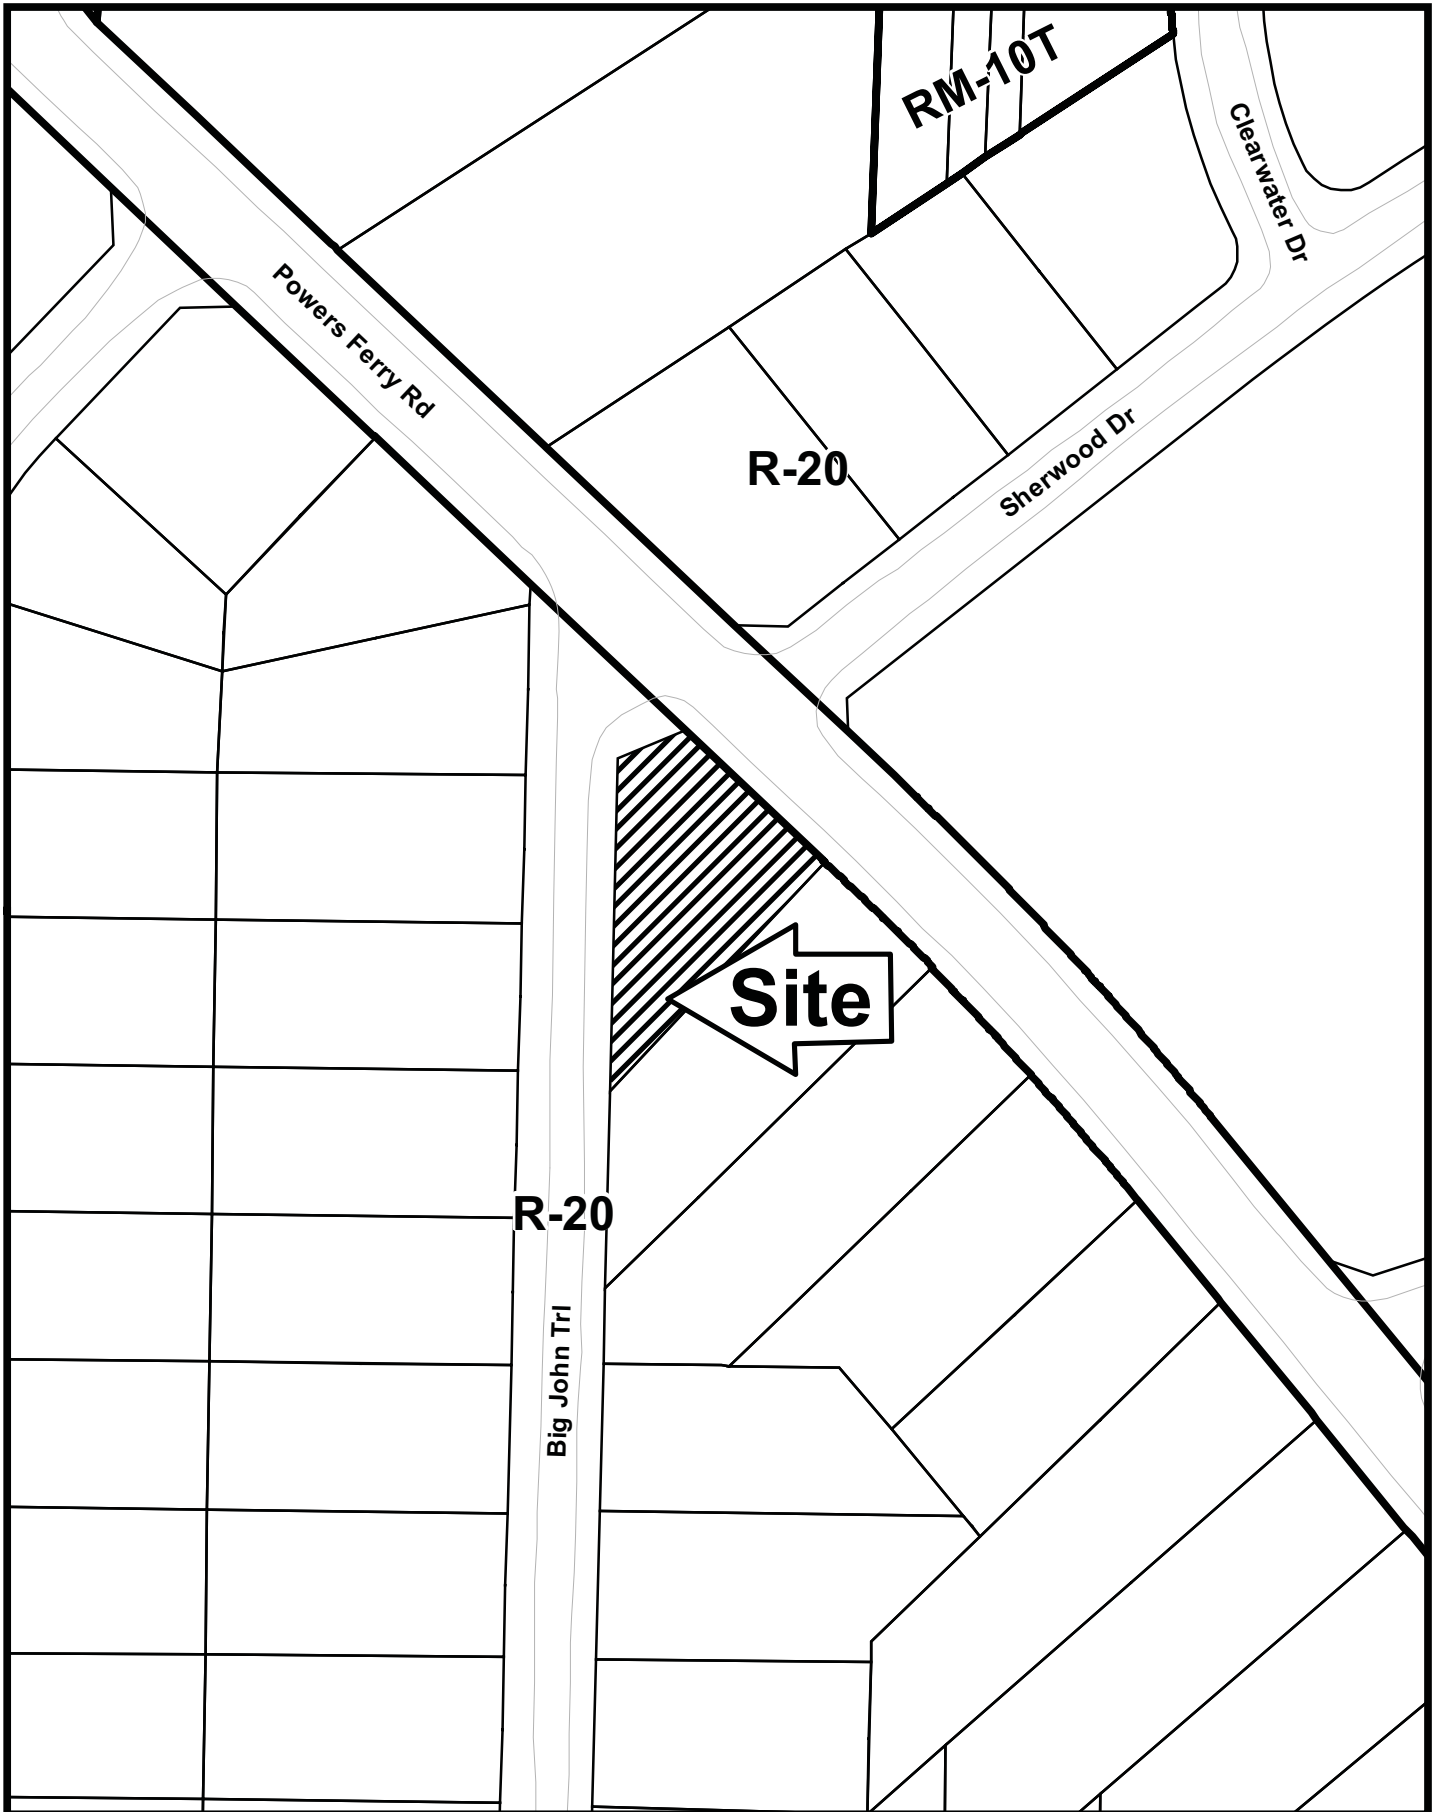 RM-10T
Clearwater Dr
Powers Ferry Rd
R-20
Sherwood Dr
Site
R-20
Big John Trl